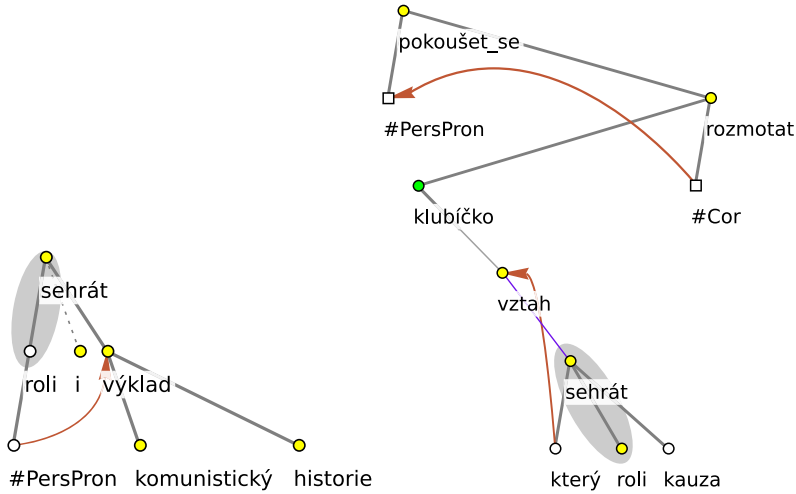 pokoušet_se
#PersPron
rozmotat
klubíčko
#Cor
sehrát
vztah
roli i výklad
sehrát
#PersPron komunistický historie
který roli kauza